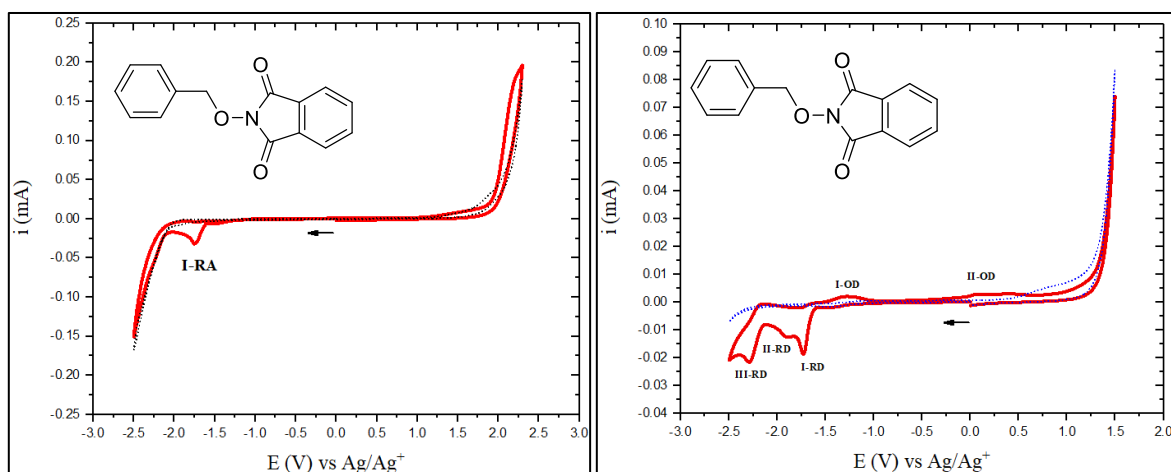 0.25
0.20
0.15
0.10
0.05
0.00
-0.05
-0.10
-0.15
-0.20
-0.25
i (mA)
O
O
N
O
I-RA
-3.0 -2.5 -2.0 -1.5 -1.0 -0.5 0.0 0.5 1.0 1.5 2.0 2.5 3.0
E (V) vs Ag/Ag⁺
0.10
0.09
0.08
0.07
0.06
0.05
0.04
0.03
0.02
0.01
0.00
-0.01
-0.02
-0.03
-0.04
i (mA)
O
O
N
O
I-OD
II-OD
II-RD
III-RD
I-RD
-3.0 -2.5 -2.0 -1.5 -1.0 -0.5 0.0 0.5 1.0 1.5 2.0
E (V) vs Ag/Ag⁺